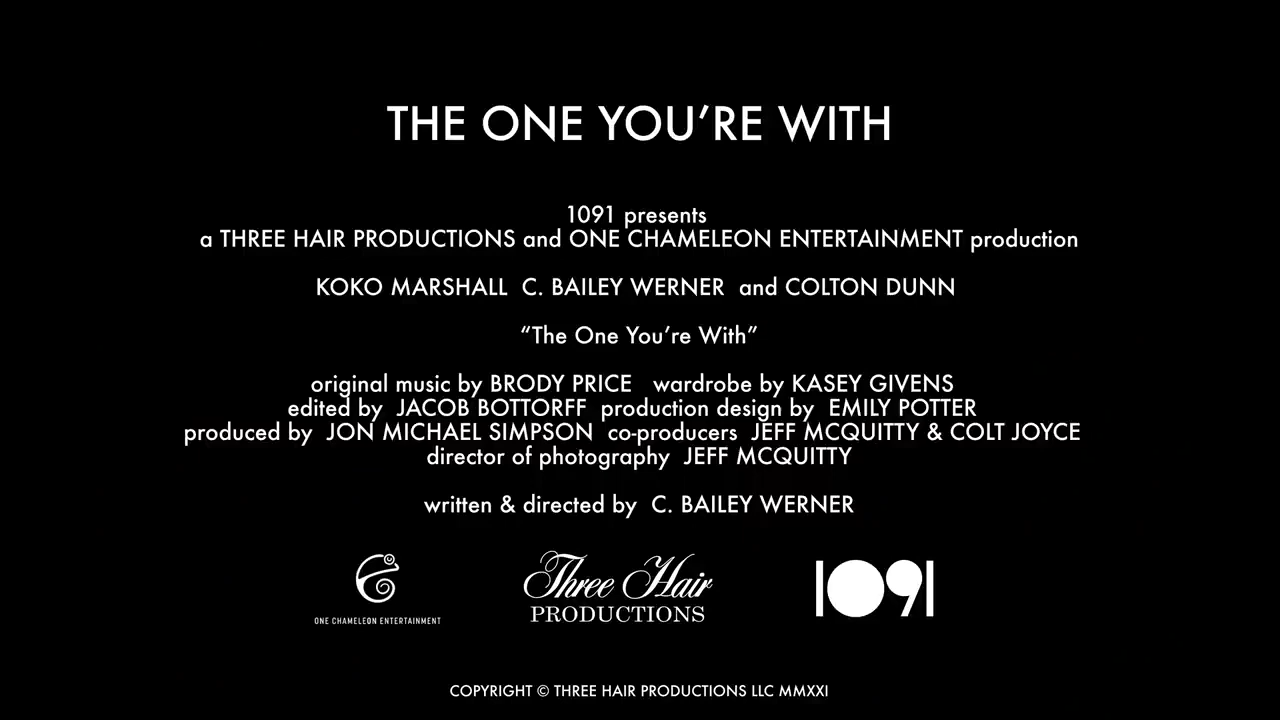 THE ONE YOU’RE WITH
1091 presents
a THREE HAIR PRODUCTIONS and ONE CHAMELEON ENTERTAINMENT production
KOKO MARSHALL C. BAILEY WERNER and COLTON DUNN
“The One You’re With”
original music by BRODY PRICE wardrobe by KASEY GIVENS
edited by JACOB BOTTORFF production design by EMILY POTTER
produced by JON MICHAEL SIMPSON co-producers JEFF MCQUITTY & COLT JOYCE
director of photography JEFF MCQUITTY
written & directed by C. BAILEY WERNER
ONE CHAMELEON ENTERTAINMENT
Three Hair
PRODUCTIONS
1091
COPYRIGHT © THREE HAIR PRODUCTIONS LLC MMXXI